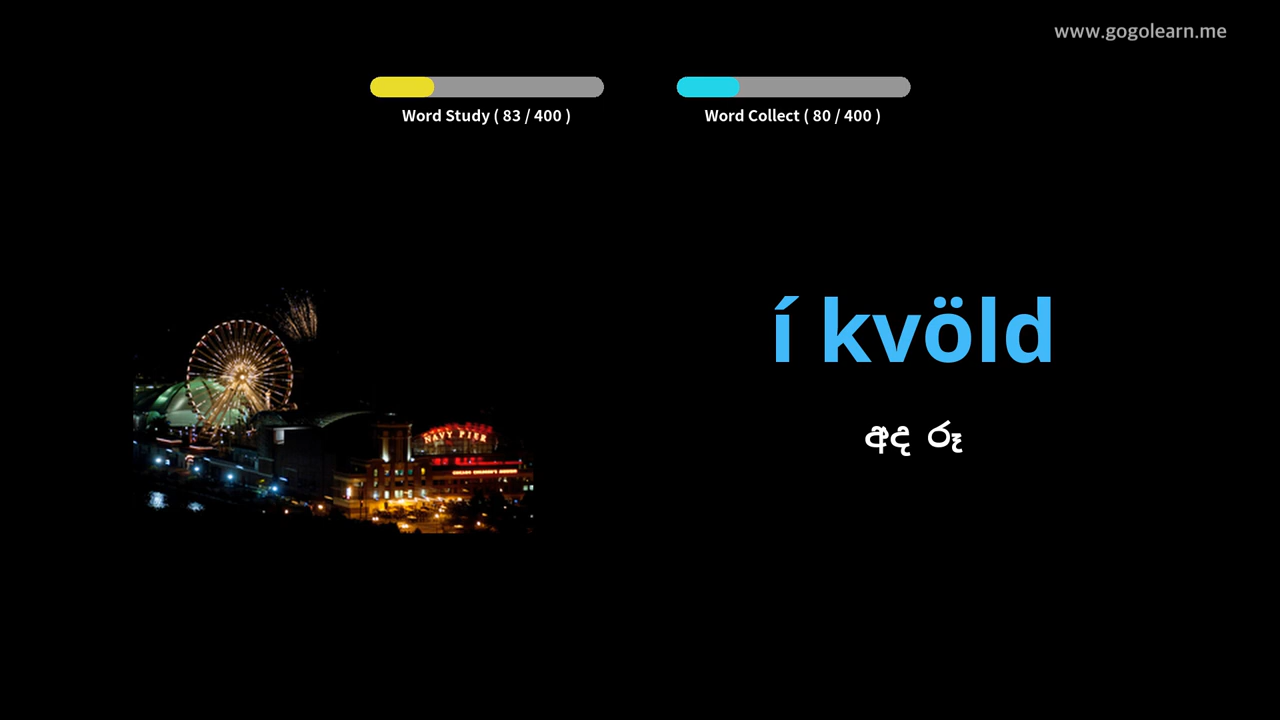 www.gogolearn.me
Word Study ( 83 / 400 )
Word Collect ( 80 / 400 )
í kvöld
අද රෑ
NAVY PIER